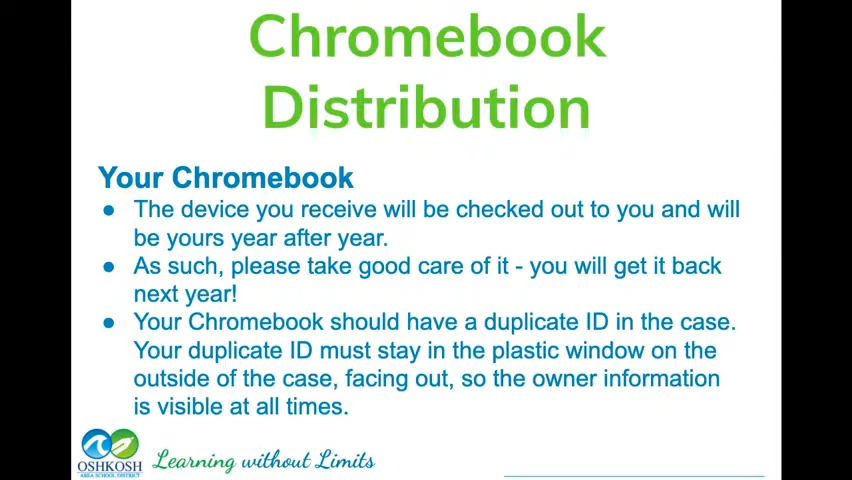 Chromebook
Distribution
Your Chromebook
● The device you receive will be checked out to you and will
be yours year after year.
● As such, please take good care of it - you will get it back
next year!
● Your Chromebook should have a duplicate ID in the case.
Your duplicate ID must stay in the plastic window on the
outside of the case, facing out, so the owner information
is visible at all times.
OSHKOSH
AREA SCHOOL DISTRICT
Learning without Limits